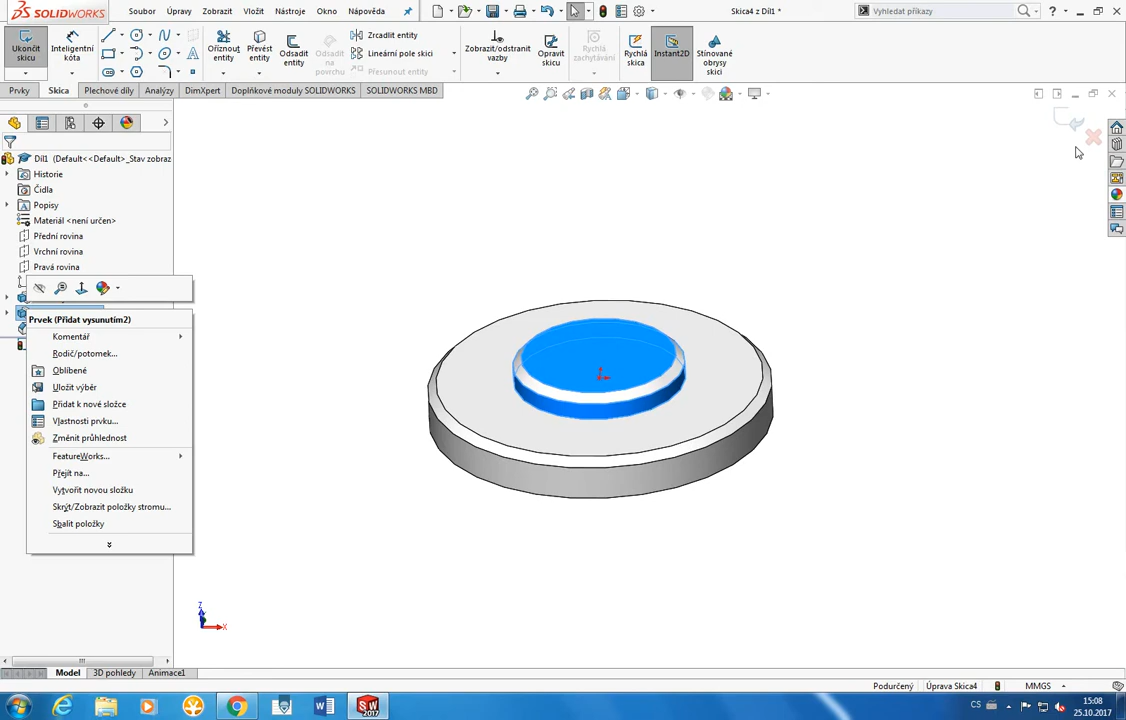 SOLIDWORKS
Soubor
Úpravy
Zobrazit
Vložit
Nástroje
Okno
Nápověda
Skica4 z Díl1 *
Vyhledat příkazy
Ukončit skicu
Inteligentní kóta
Oříznout entity
Převést entity
Odsadit entity
Odsadit na povrchu
Zrcadlit entity
Lineární pole skici
Přesunout entity
Zobrazit/odstranit vazby
Opravit skicu
Rychlá zachytávání
Rychlá skica
Instant2D
Stínované obrysy skici
Prvky
Skica
Plechové díly
Analýzy
DimXpert
Doplňkové moduly SOLIDWORKS
SOLIDWORKS MBD
Díl1 (Default<<Default>_Stav zobraz
Historie
Čidla
Popisy
Materiál <není určen>
Přední rovina
Vrchní rovina
Pravá rovina
Prvek (Přidat vysunutím2)
Komentář
Rodič/potomek...
Oblíbené
Uložit výběr
Přidat k nové složce
Vlastnosti prvku...
Změnit průhlednost
FeatureWorks...
Přejít na...
Vytvořit novou složku
Skrýt/Zobrazit položky stromu...
Sbalit položky
Z
X
Model
3D pohledy
Animace1
Podurčený
Úprava Skica4
MMGS
CS
15:08
25.10.2017